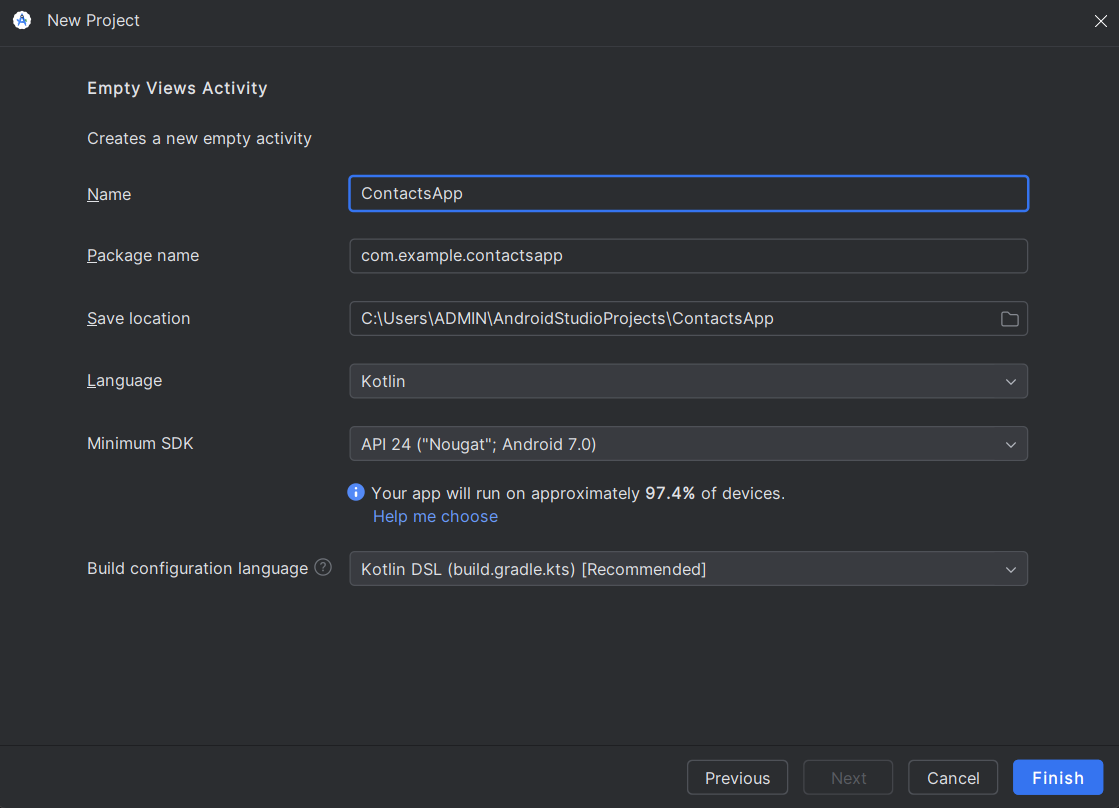 New Project
Empty Views Activity
Creates a new empty activity
Name ContactsApp
Package name com.example.contactsapp
Save location C:\Users\ADMIN\AndroidStudioProjects\ContactsApp
Language Kotlin
Minimum SDK API 24 ("Nougat"; Android 7.0)
Your app will run on approximately 97.4% of devices.
Help me choose
Build configuration language ? Kotlin DSL (build.gradle.kts) [Recommended]
Previous Next Cancel Finish